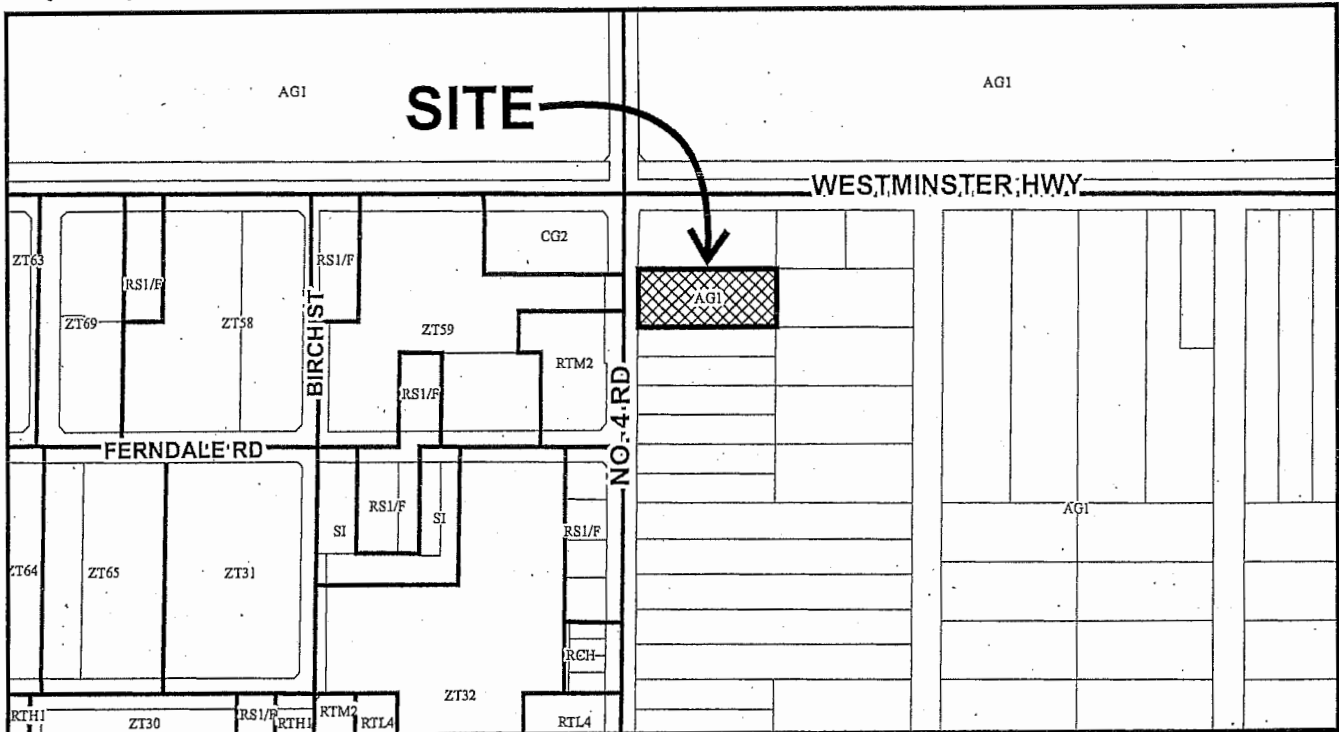 AG1
AG1
SITE
WESTMINSTER HWY
CG2
ZT63
RS1/F
RS1/F
AG1
ZT69
ZT58
BIRCH ST
ZT59
RTM2
RS1/F
NO. 4 RD
FERNDALE RD
RS1/F
SI
SI
RS1/F
AG1
ZT64
ZT65
ZT31
RCH
ZT32
RTH1
ZT30
RS1/F
RTH1
RTM2
RTL4
RTL4